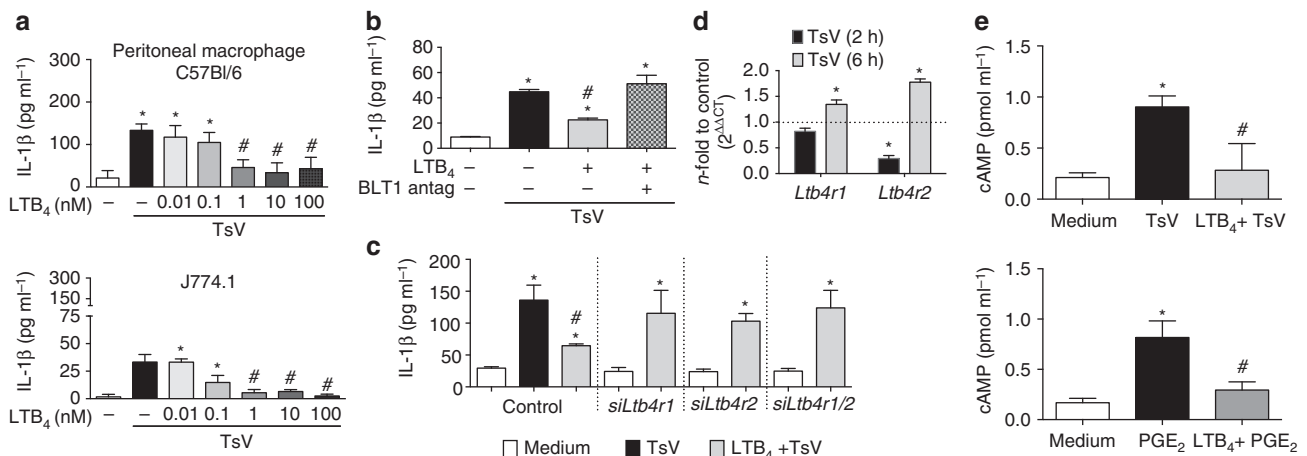 a
Peritoneal macrophage
C57Bl/6
IL-1β (pg ml⁻¹)
300
200
100
0
* * * # # #
LTB₄ (nM) – – 0.01 0.1 1 10 100
TsV
J774.1
IL-1β (pg ml⁻¹)
300
150
75
50
25
0
* * # # #
LTB₄ (nM) – – 0.01 0.1 1 10 100
TsV
b
IL-1β (pg ml⁻¹)
80
60
40
20
0
* # * *
LTB₄ – – + +
BLT1 antag – – – +
TsV
c
IL-1β (pg ml⁻¹)
200
150
100
50
0
* # * * * *
Control siLtb4r1 siLtb4r2 siLtb4r1/2
Medium TsV LTB₄ +TsV
d
TsV (2 h)
TsV (6 h)
n-fold to control
(2^ΔΔCT)
2.0
1.5
1.0
0.5
0.0
* * *
Ltb4r1 Ltb4r2
e
cAMP (pmol ml⁻¹)
1.5
1.0
0.5
0.0
* #
Medium TsV LTB₄+ TsV
cAMP (pmol ml⁻¹)
1.5
1.0
0.5
0.0
* #
Medium PGE₂ LTB₄+ PGE₂